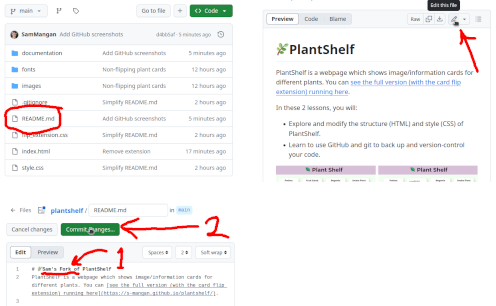 main
Go to file
+
Code
SamMangan Add GitHub screenshots
5 minutes ago
documentation Add GitHub screenshots 5 minutes ago
fonts Non-flipping plant cards 12 hours ago
images Non-flipping plant cards 12 hours ago
.gitignore Simplify README.md 12 hours ago
README.md Add GitHub screenshots 5 minutes ago
flip_extension.css Simplify README.md 12 hours ago
index.html Remove extension 17 minutes ago
style.css Simplify README.md 12 hours ago
Edit this file
Preview Code Blame Raw
PlantShelf
PlantShelf is a webpage which shows image/information cards for
different plants. You can see the full version (with the card flip
extension) running here.
In these 2 lessons, you will:
• Explore and modify the structure (HTML) and style (CSS) of
PlantShelf.
• Learn to use GitHub and git to back up and version-control
your code.
Plant Shelf Plant Shelf
Files plantshelf / README.md in main
Cancel changes Commit changes... 2
Edit Preview 1 Spaces 2 Soft wrap
1 # Sam's Fork of PlantShelf
2 PlantShelf is a webpage which shows image/information cards for
different plants. You can [see the full version (with the card flip
extension) running here](https://s-mangan.github.io/plantshelf/).
3